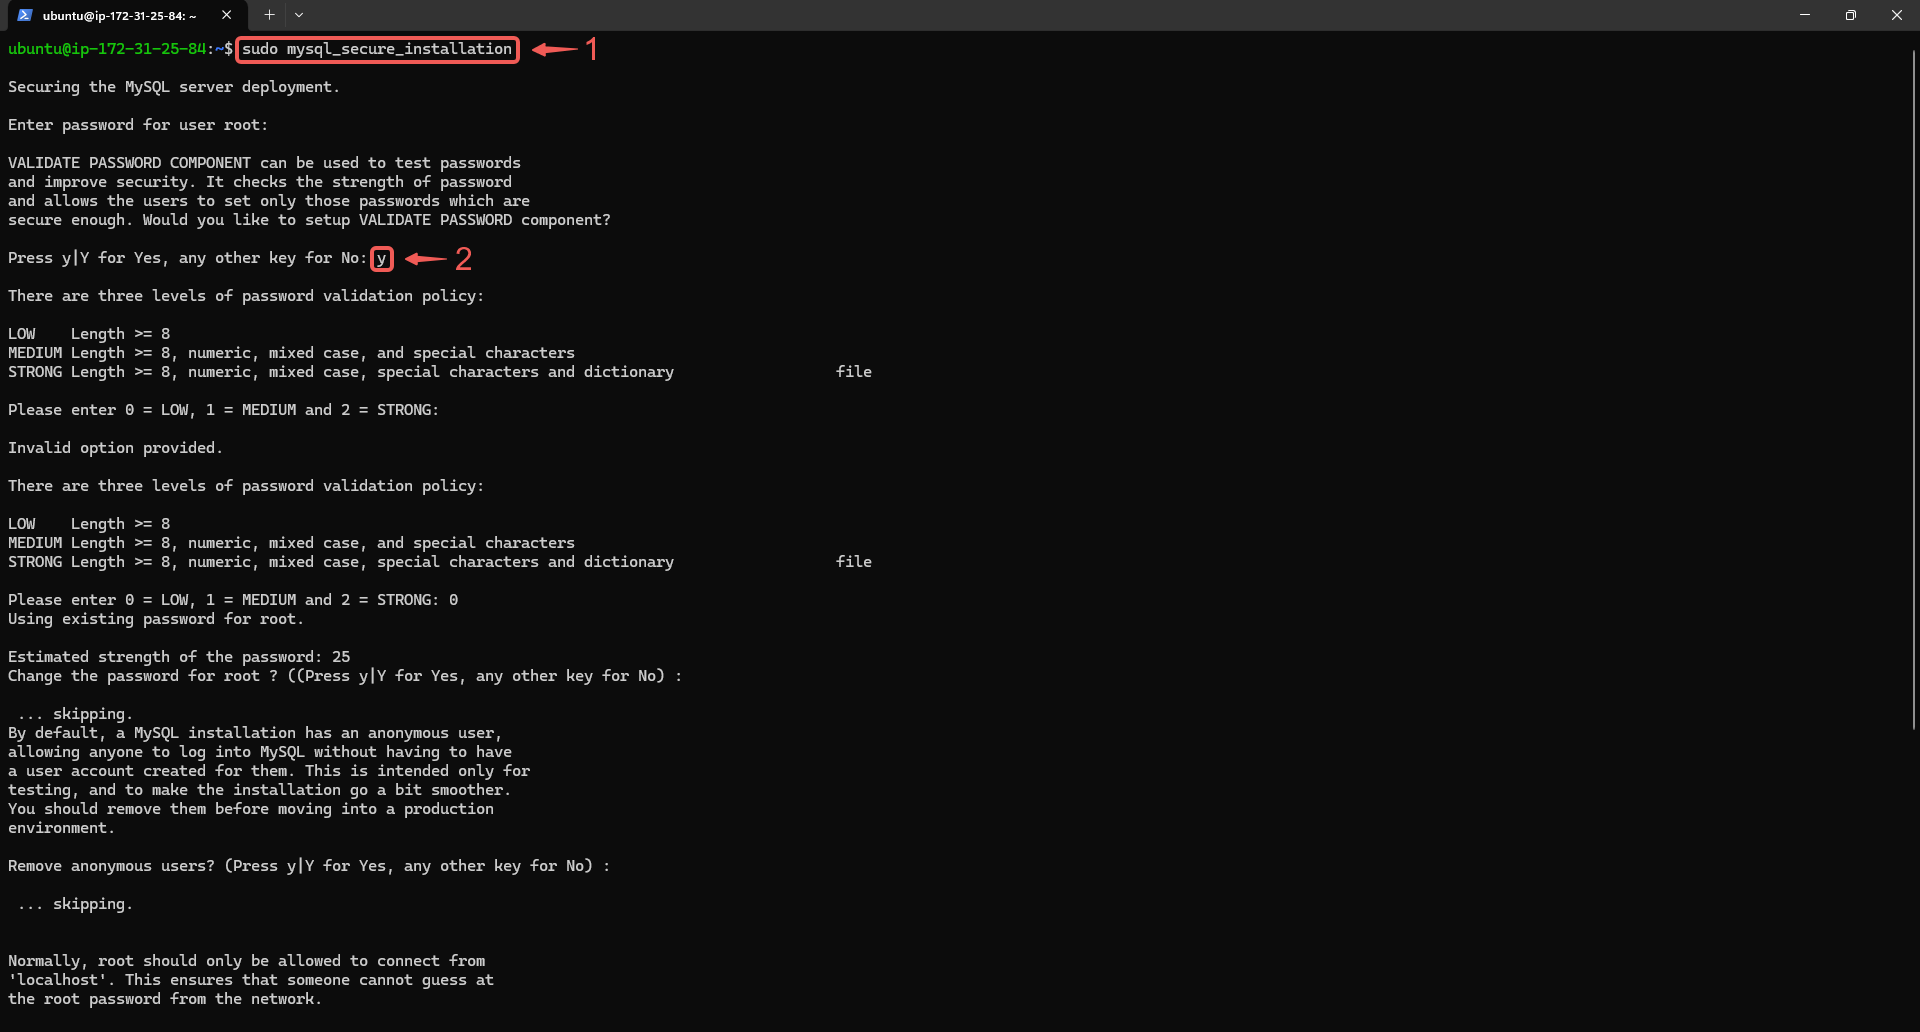 ubuntu@ip-172-31-25-84: ~
ubuntu@ip-172-31-25-84:~$ sudo mysql_secure_installation 1
Securing the MySQL server deployment.
Enter password for user root:
VALIDATE PASSWORD COMPONENT can be used to test passwords
and improve security. It checks the strength of password
and allows the users to set only those passwords which are
secure enough. Would you like to setup VALIDATE PASSWORD component?
Press y|Y for Yes, any other key for No: y 2
There are three levels of password validation policy:
LOW    Length >= 8
MEDIUM Length >= 8, numeric, mixed case, and special characters
STRONG Length >= 8, numeric, mixed case, special characters and dictionary                  file
Please enter 0 = LOW, 1 = MEDIUM and 2 = STRONG:
Invalid option provided.
There are three levels of password validation policy:
LOW    Length >= 8
MEDIUM Length >= 8, numeric, mixed case, and special characters
STRONG Length >= 8, numeric, mixed case, special characters and dictionary                  file
Please enter 0 = LOW, 1 = MEDIUM and 2 = STRONG: 0
Using existing password for root.
Estimated strength of the password: 25
Change the password for root ? ((Press y|Y for Yes, any other key for No) :
 ... skipping.
By default, a MySQL installation has an anonymous user,
allowing anyone to log into MySQL without having to have
a user account created for them. This is intended only for
testing, and to make the installation go a bit smoother.
You should remove them before moving into a production
environment.
Remove anonymous users? (Press y|Y for Yes, any other key for No) :
 ... skipping.
Normally, root should only be allowed to connect from
'localhost'. This ensures that someone cannot guess at
the root password from the network.